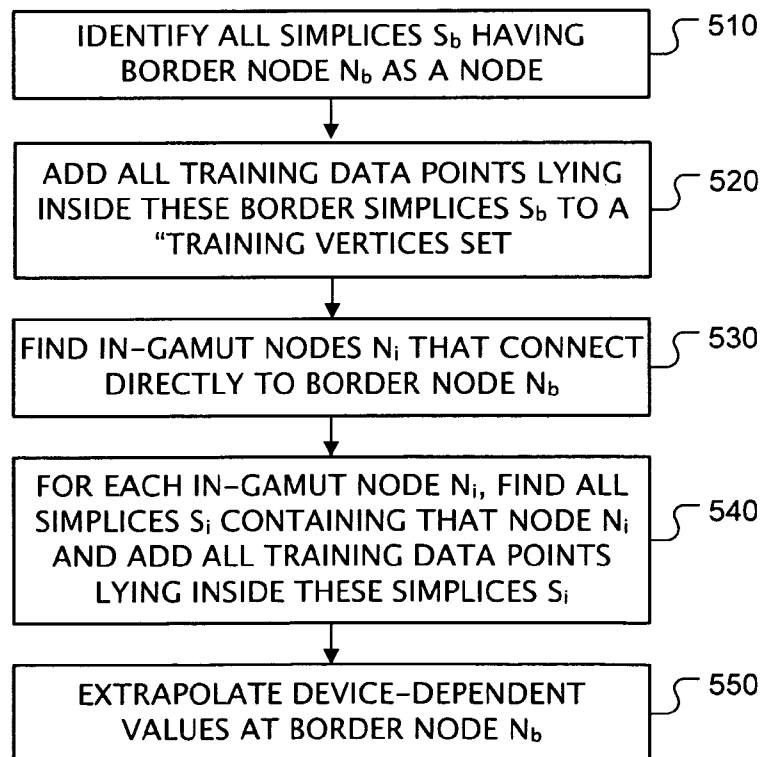 IDENTIFY ALL SIMPLICES Sb HAVING
BORDER NODE Nb AS A NODE
510
ADD ALL TRAINING DATA POINTS LYING
INSIDE THESE BORDER SIMPLICES Sb TO A
“TRAINING VERTICES SET
520
FIND IN-GAMUT NODES Ni THAT CONNECT
DIRECTLY TO BORDER NODE Nb
530
FOR EACH IN-GAMUT NODE Ni, FIND ALL
SIMPLICES Si CONTAINING THAT NODE Ni
AND ADD ALL TRAINING DATA POINTS
LYING INSIDE THESE SIMPLICES Si
540
EXTRAPOLATE DEVICE-DEPENDENT
VALUES AT BORDER NODE Nb
550